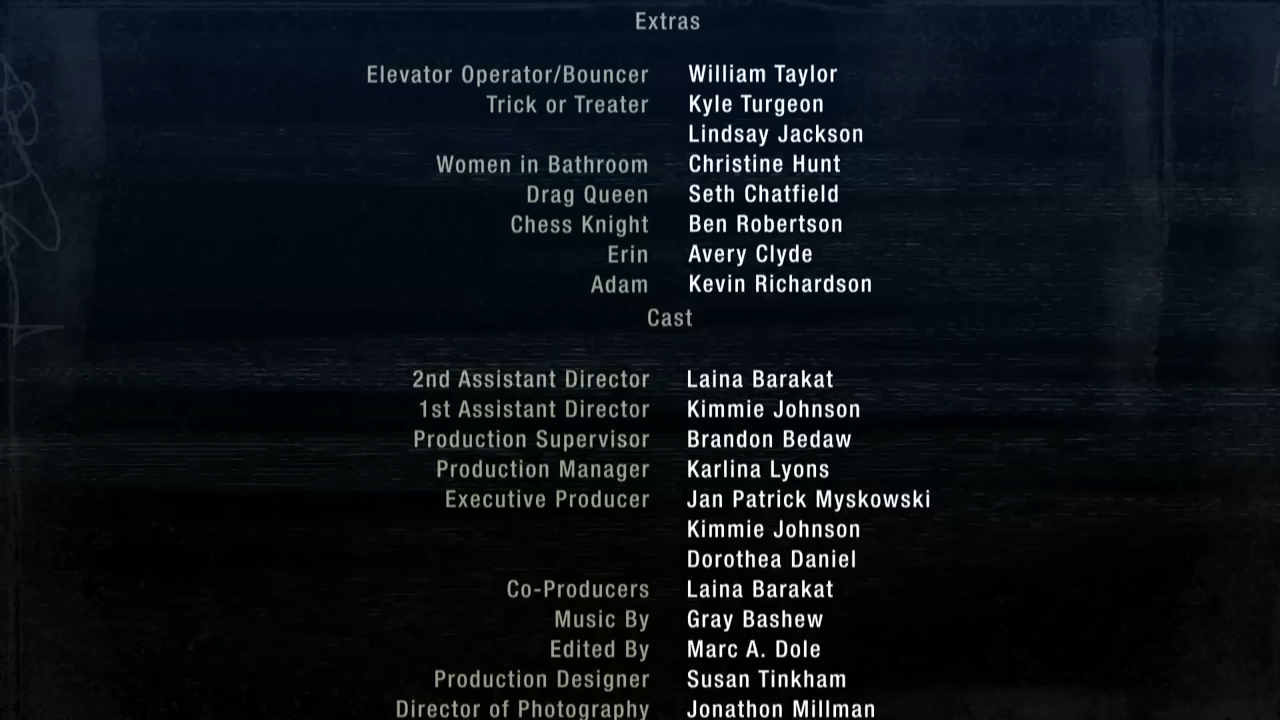 Extras
Elevator Operator/Bouncer William Taylor
Trick or Treater Kyle Turgeon
Lindsay Jackson
Women in Bathroom Christine Hunt
Drag Queen Seth Chatfield
Chess Knight Ben Robertson
Erin Avery Clyde
Adam Kevin Richardson
Cast
2nd Assistant Director Laina Barakat
1st Assistant Director Kimmie Johnson
Production Supervisor Brandon Bedaw
Production Manager Karlina Lyons
Executive Producer Jan Patrick Myskowski
Kimmie Johnson
Dorothea Daniel
Co-Producers Laina Barakat
Music By Gray Bashew
Edited By Marc A. Dole
Production Designer Susan Tinkham
Director of Photography Jonathon Millman